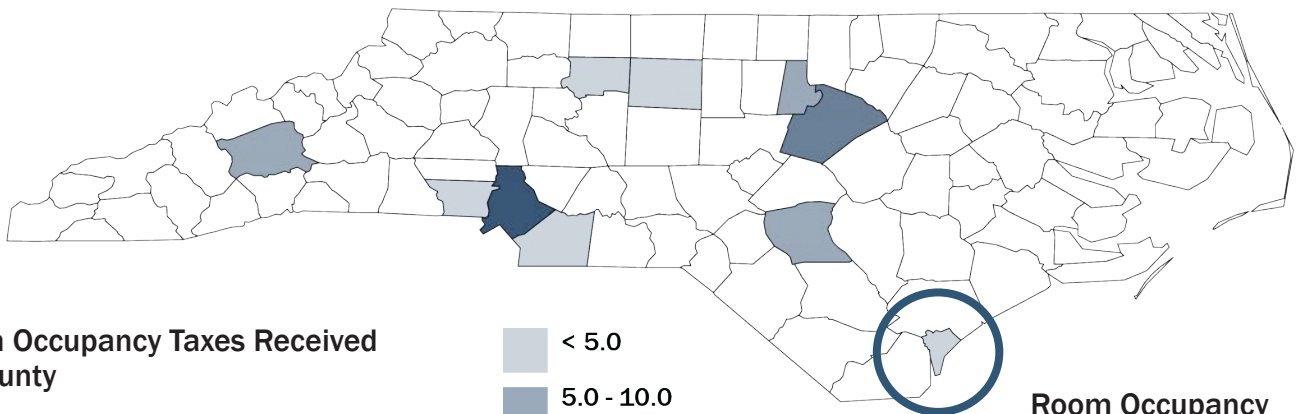 Occupancy Taxes Received
unty
< 5.0
5.0 - 10.0
Room Occupancy